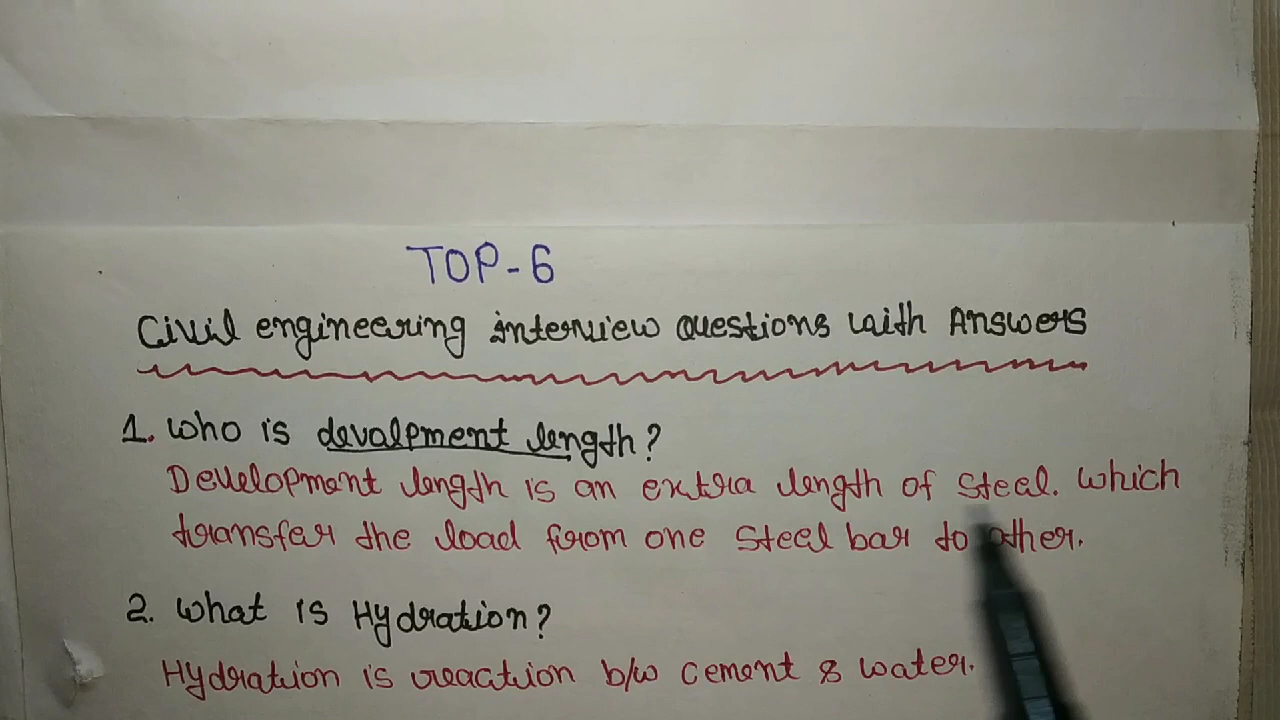 TOP-6
Civil engineering interview questions with Answers
1. Who is devalpment length?
Development length is an extra length of steel. which
transfer the load from one steel bar to other.
2. What is Hydration?
Hydration is reaction b/w cement & water.